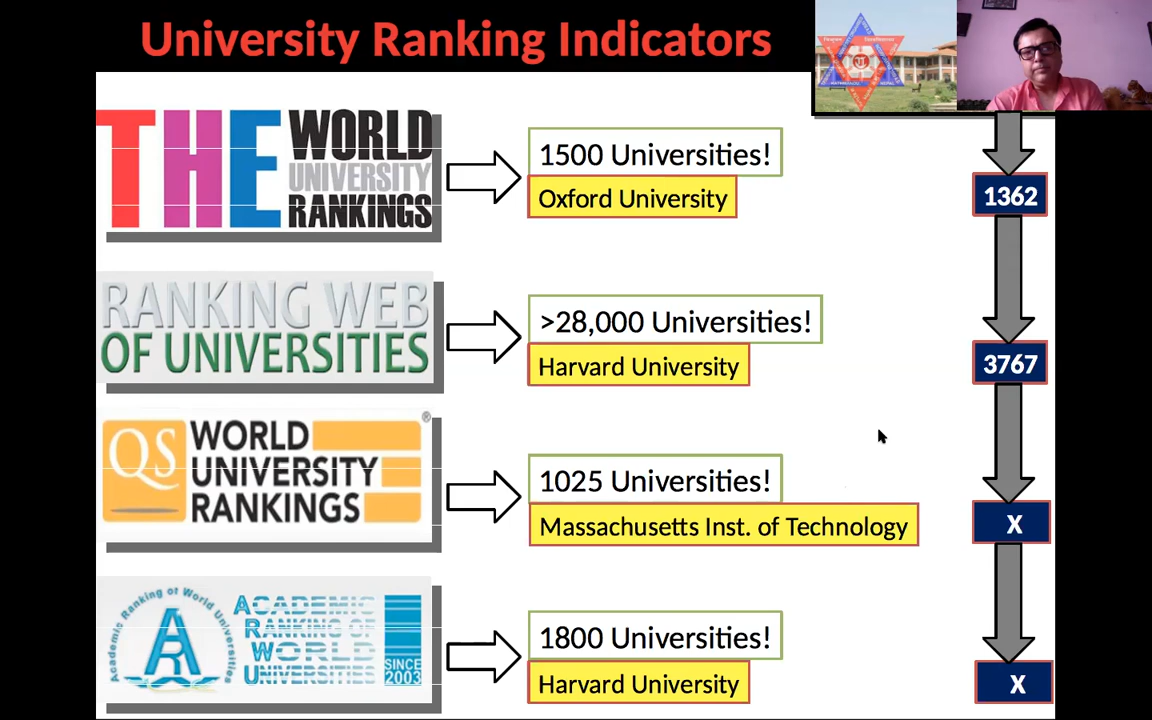 University Ranking Indicators
THE WORLD
UNIVERSITY
RANKINGS
1500 Universities!
Oxford University
1362
RANKING WEB
OF UNIVERSITIES
>28,000 Universities!
Harvard University
3767
QS WORLD
UNIVERSITY
RANKINGS
®
1025 Universities!
Massachusetts Inst. of Technology
X
Academic Ranking of World Universities
ACADEMIC
RANKING OF
WORLD
UNIVERSITIES
SINCE
2003
1800 Universities!
Harvard University
X